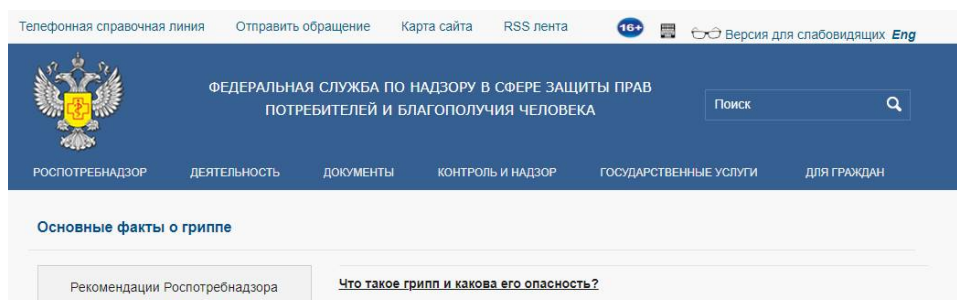 Телефонная справочная линия Отправить обращение Карта сайта RSS лента 16+ Версия для слабовидящих Eng
ФЕДЕРАЛЬНАЯ СЛУЖБА ПО НАДЗОРУ В СФЕРЕ ЗАЩИТЫ ПРАВ
ПОТРЕБИТЕЛЕЙ И БЛАГОПОЛУЧИЯ ЧЕЛОВЕКА
Поиск
РОСПОТРЕБНАДЗОР ДЕЯТЕЛЬНОСТЬ ДОКУМЕНТЫ КОНТРОЛЬ И НАДЗОР ГОСУДАРСТВЕННЫЕ УСЛУГИ ДЛЯ ГРАЖДАН
Основные факты о гриппе
Рекомендации Роспотребнадзора Что такое грипп и какова его опасность?